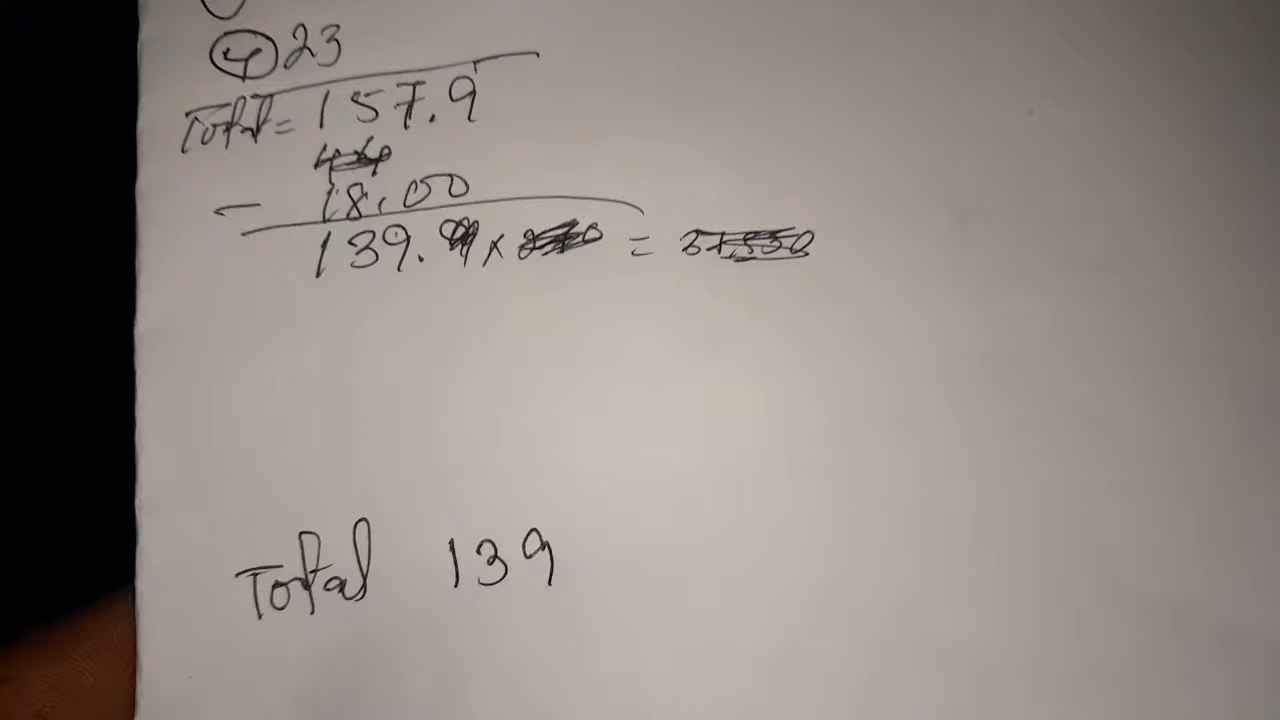 4 23
Total = 157.9
- 18.00
139. × =
Total 139